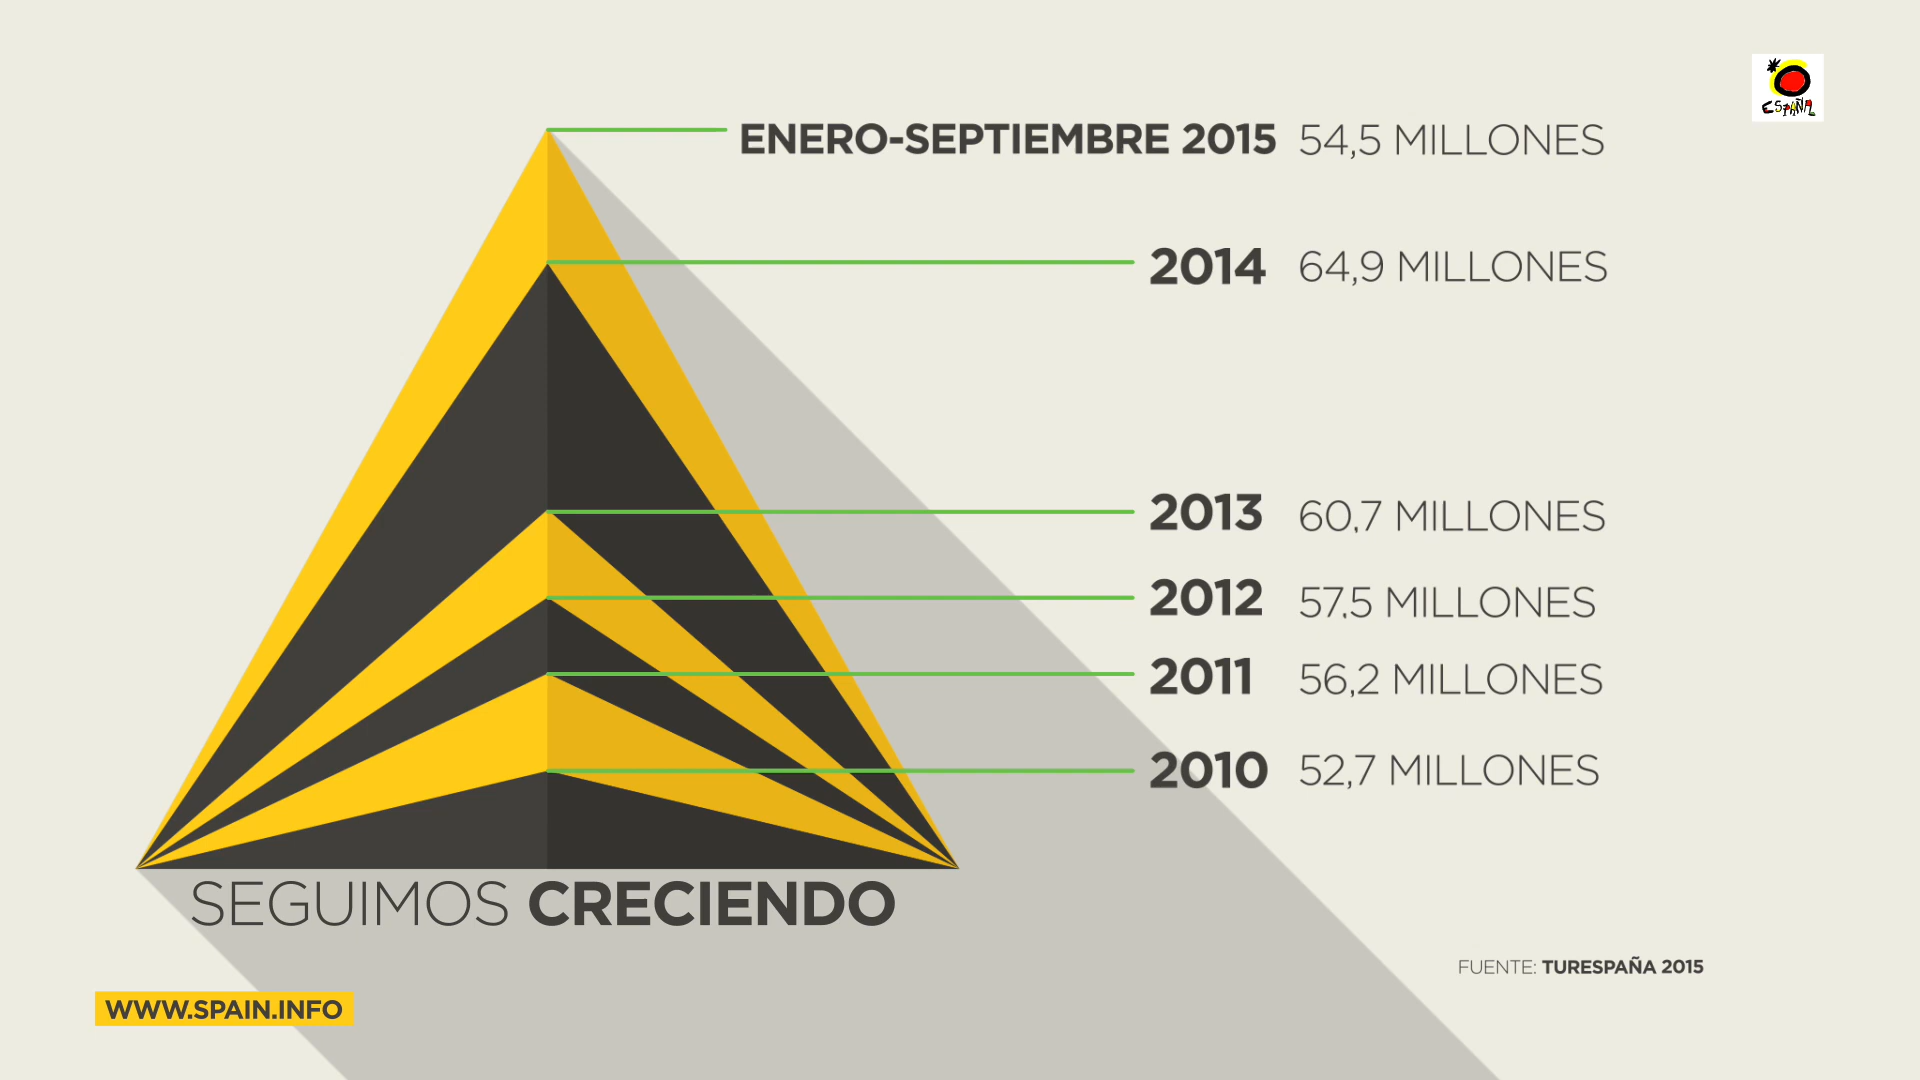 ESPAÑA
ENERO-SEPTIEMBRE 2015 54,5 MILLONES
2014 64,9 MILLONES
2013 60,7 MILLONES
2012 57,5 MILLONES
2011 56,2 MILLONES
2010 52,7 MILLONES
SEGUIMOS CRECIENDO
FUENTE: TURESPAÑA 2015
WWW.SPAIN.INFO